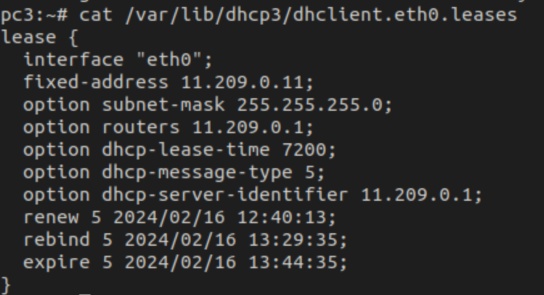 pc3:~# cat /var/lib/dhcp3/dhclient.eth0.leases
lease {
  interface "eth0";
  fixed-address 11.209.0.11;
  option subnet-mask 255.255.255.0;
  option routers 11.209.0.1;
  option dhcp-lease-time 7200;
  option dhcp-message-type 5;
  option dhcp-server-identifier 11.209.0.1;
  renew 5 2024/02/16 12:40:13;
  rebind 5 2024/02/16 13:29:35;
  expire 5 2024/02/16 13:44:35;
}